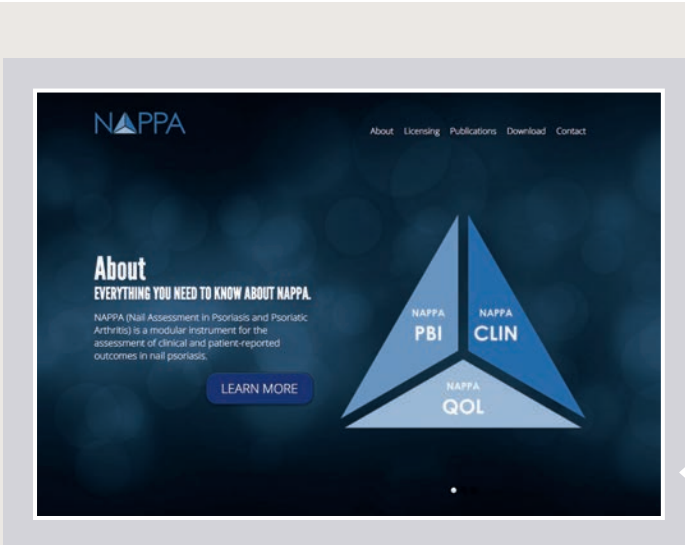 NAPPA
About Licensing Publications Download Contact
About
EVERYTHING YOU NEED TO KNOW ABOUT NAPPA.
NAPPA (Nail Assessment in Psoriasis and Psoriatic
Arthritis) is a modular instrument for the
assessment of clinical and patient-reported
outcomes in nail psoriasis.
LEARN MORE
NAPPA
PBI
NAPPA
CLIN
NAPPA
QOL